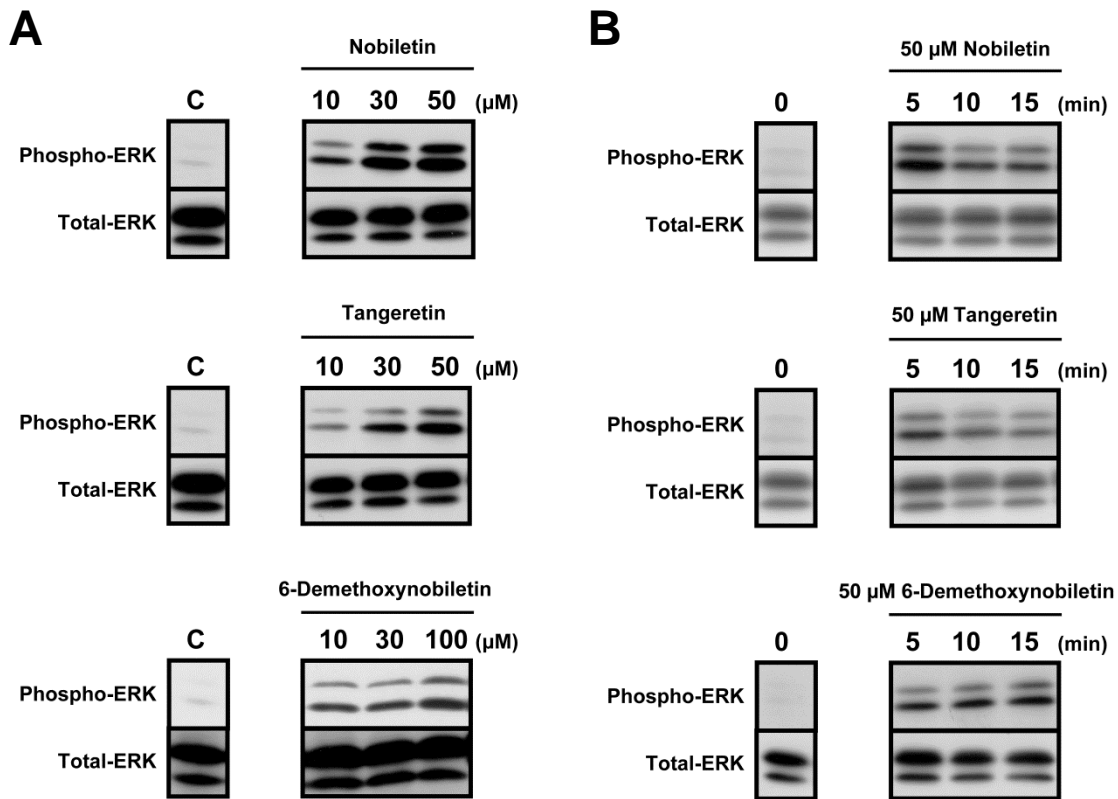 A
Nobiletin
C 10 30 50 (µM)
Phospho-ERK
Total-ERK
Tangeretin
C 10 30 50 (µM)
Phospho-ERK
Total-ERK
6-Demethoxynobiletin
C 10 30 100 (µM)
Phospho-ERK
Total-ERK
B
50 µM Nobiletin
0 5 10 15 (min)
Phospho-ERK
Total-ERK
50 µM Tangeretin
0 5 10 15 (min)
Phospho-ERK
Total-ERK
50 µM 6-Demethoxynobiletin
0 5 10 15 (min)
Phospho-ERK
Total-ERK